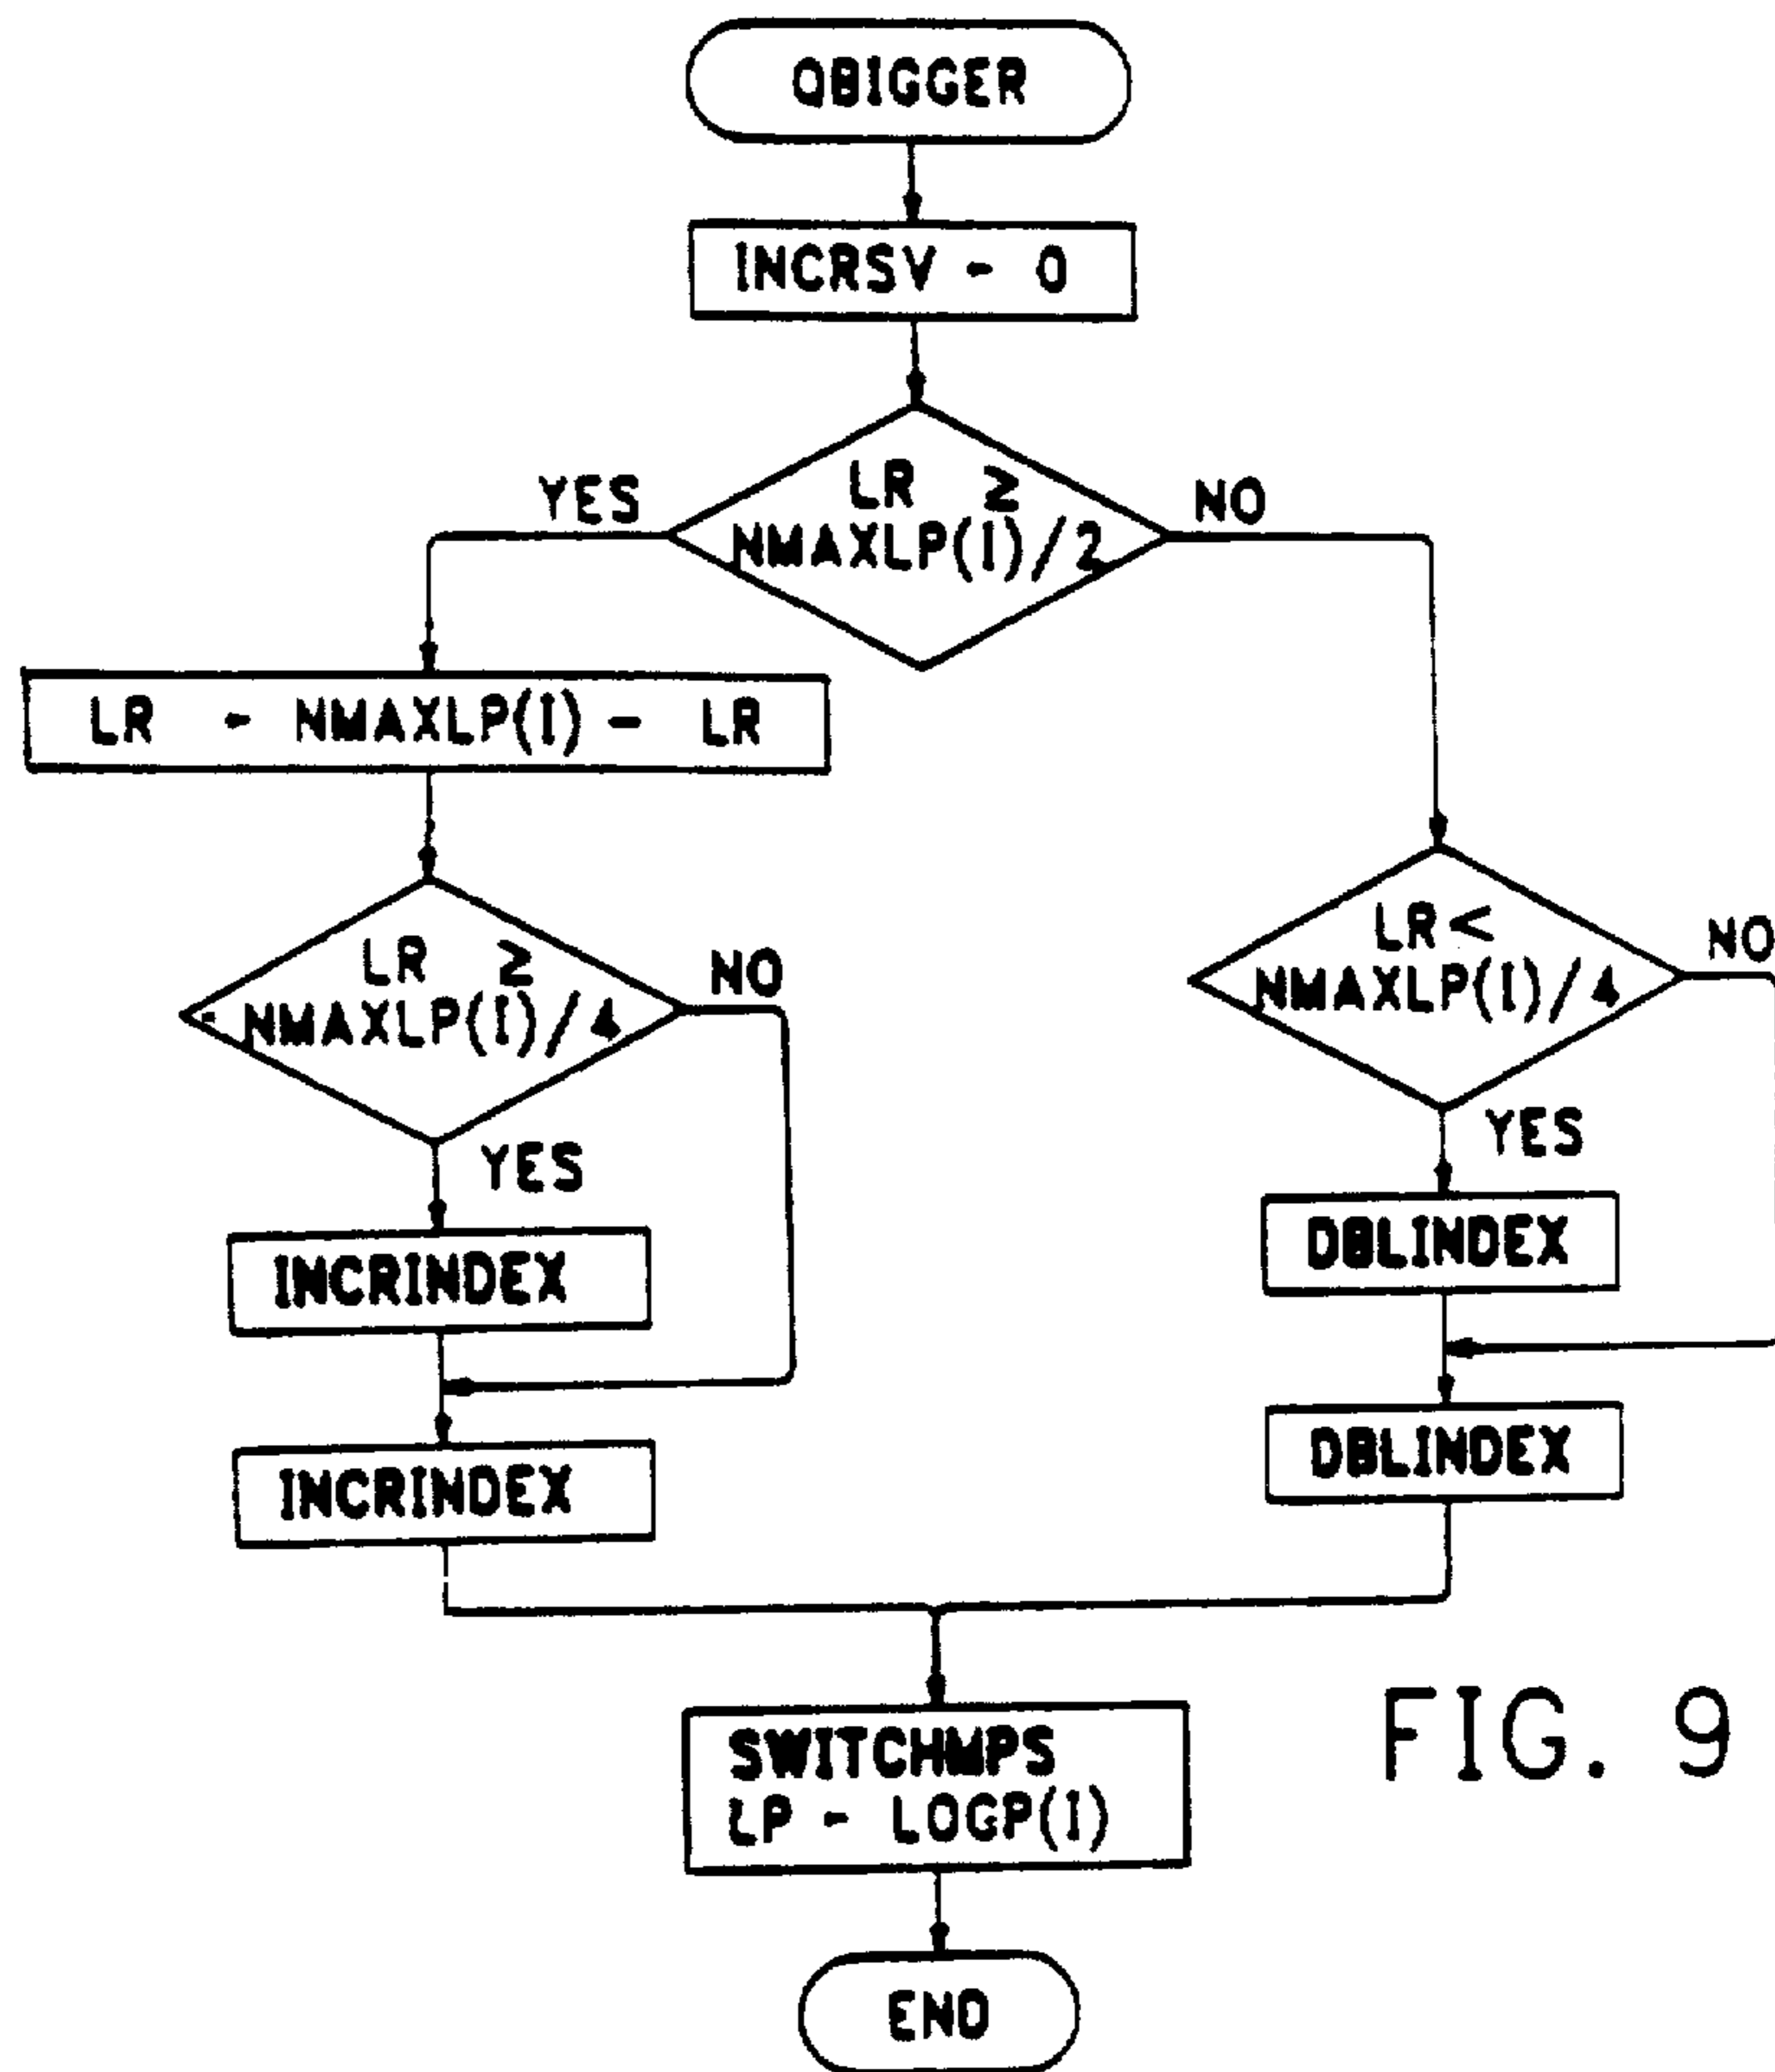 QBIGGER
INCRSV - 0
LR ≥
NMAXLP(I)/2
YES
NO
LR - NMAXLP(I) - LR
LR ≥
NMAXLP(I)/4
NO
YES
LR <
NMAXLP(I)/4
NO
YES
INCRINDEX
INCRINDEX
DBLINDEX
DBLINDEX
SWITCHMPS
LP - LOGP(I)
END
FIG. 9